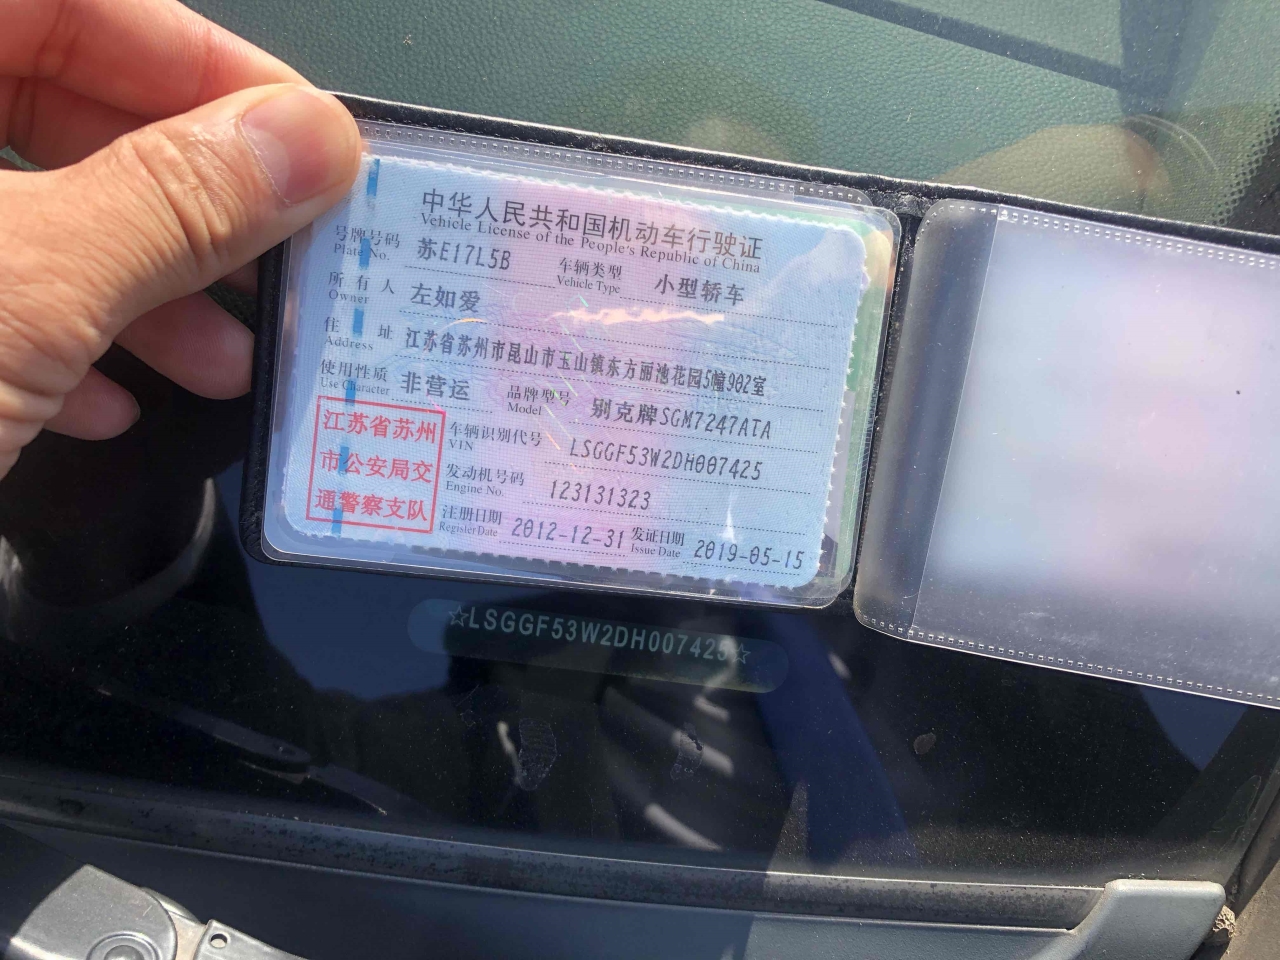 中华人民共和国机动车行驶证
Vehicle License of the People's Republic of China
号牌号码 苏E17L5B 车辆类型 小型轿车
Plate No. Vehicle Type
所有人 左如爱
Owner
住址 江苏省苏州市昆山市玉山镇东方丽池花园5幢902室
Address
使用性质 非营运 品牌型号 别克牌SGM7247ATA
Use Character Model
江苏省苏州
市公安局交
通警察支队
车辆识别代号 LSGGF53W2DH007425
VIN
发动机号码 123131323
Engine No.
注册日期 2012-12-31 发证日期 2019-05-15
Register Date Issue Date
☆LSGGF53W2DH007425☆